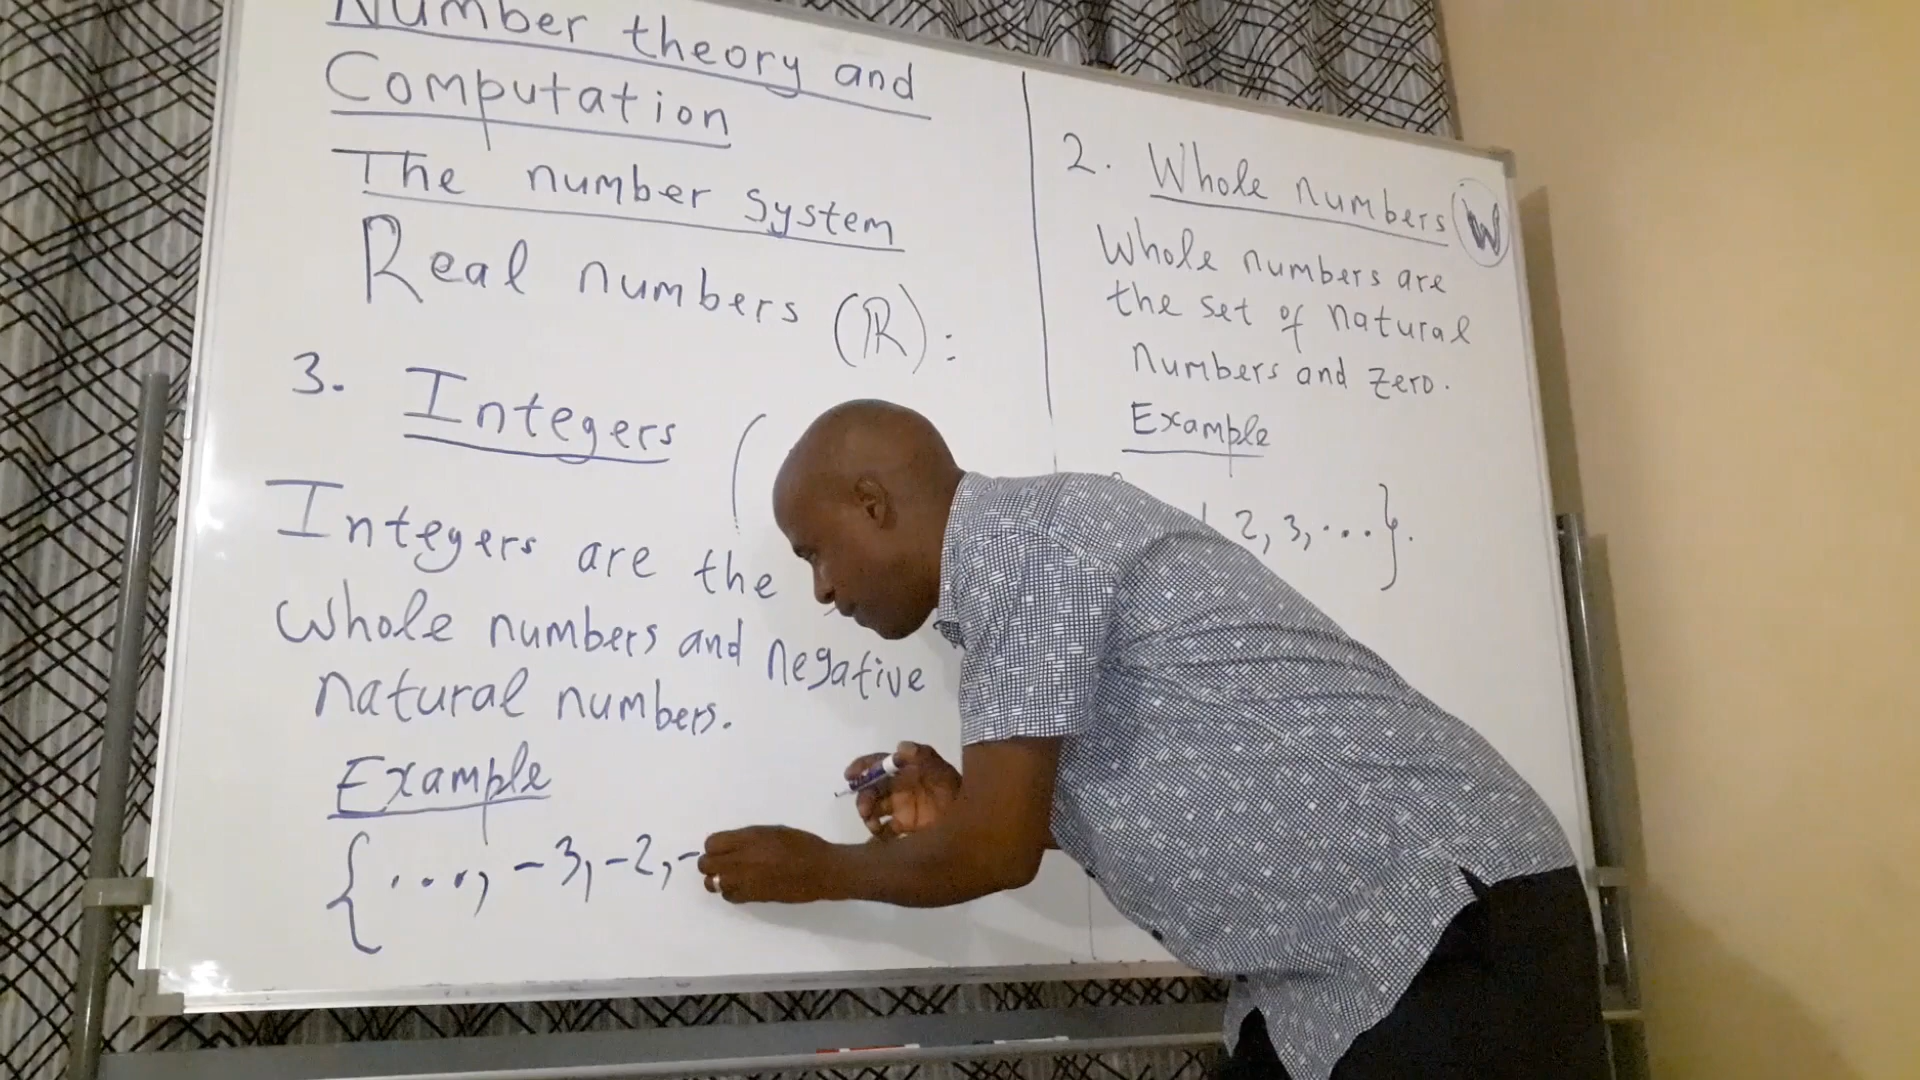 Number theory and
Computation
The number system
Real numbers (ℝ):
3. Integers (
Integers are the
whole numbers and negative
natural numbers.
Example
{..., -3, -2, -
2. Whole numbers W
Whole numbers are
the set of natural
numbers and zero.
Example
2, 3, ...}.